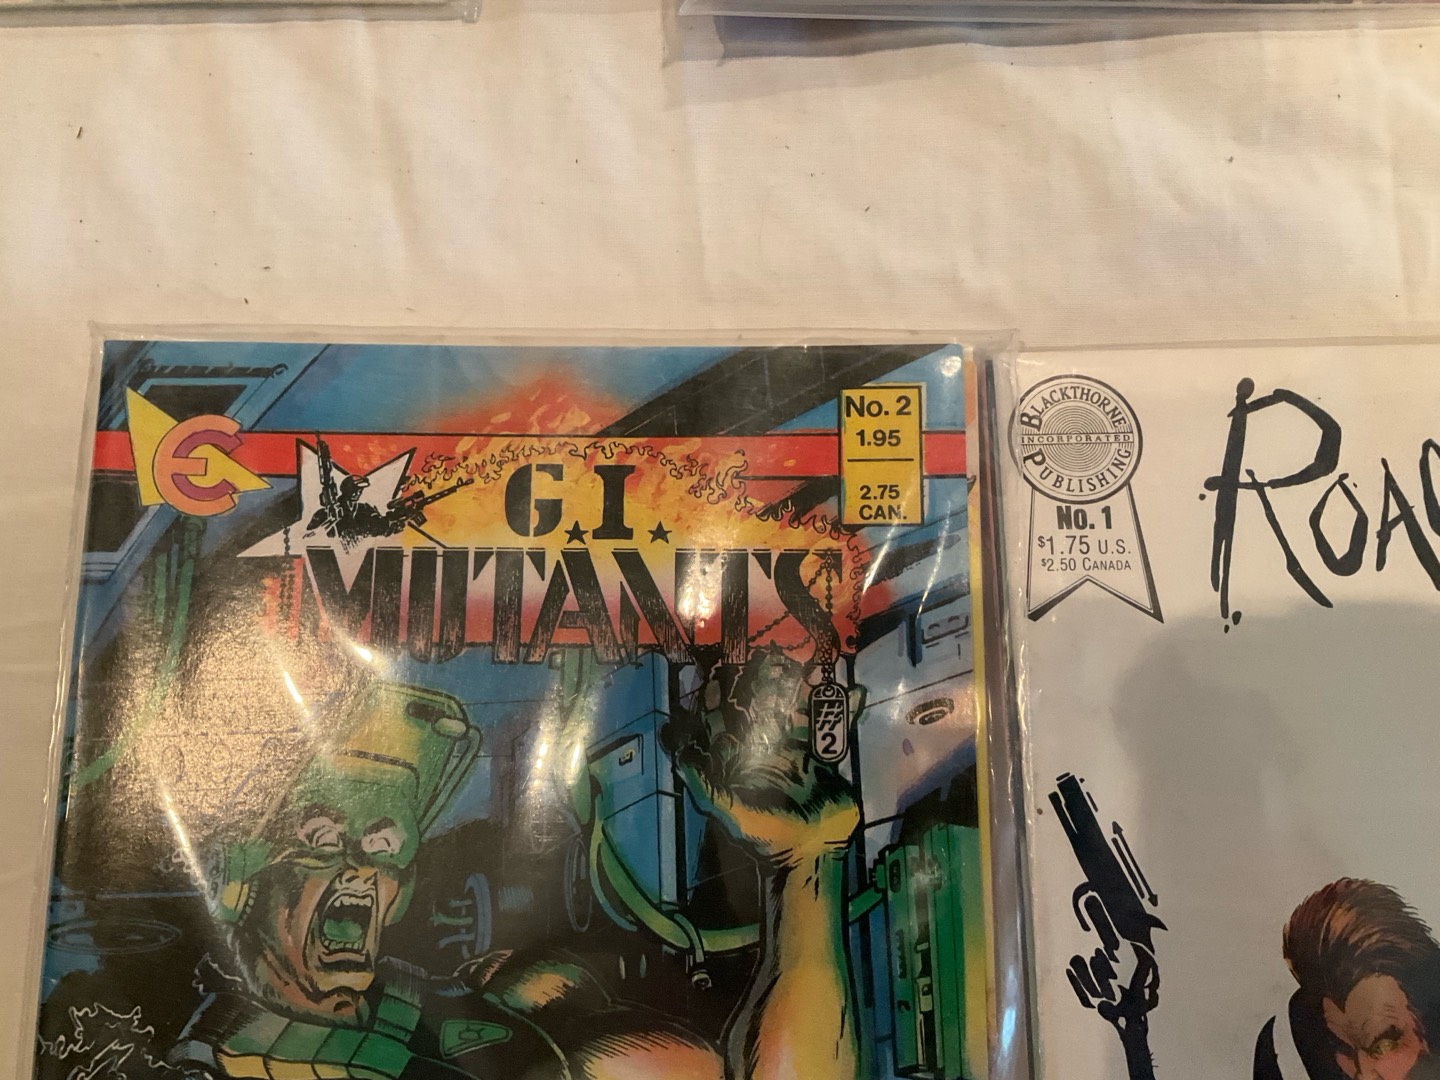 No. 2
1.95
2.75
CAN.
G.I.
MUTANTS
#2
BLACKTHORNE
INCORPORATED
PUBLISHING
No. 1
$1.75 U.S.
$2.50 CANADA
ROAC